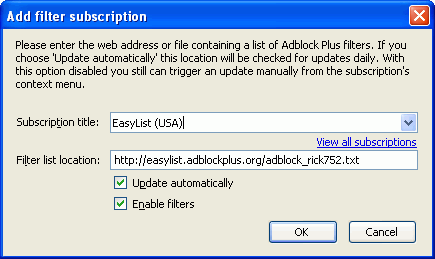 Add filter subscription
Please enter the web address or file containing a list of Adblock Plus filters. If you
choose 'Update automatically' this location will be checked for updates daily. With
this option disabled you still can trigger an update manually from the subscription's
context menu.
Subscription title: EasyList (USA)
View all subscriptions
Filter list location: http://easylist.adblockplus.org/adblock_rick752.txt
Update automatically
Enable filters
OK Cancel